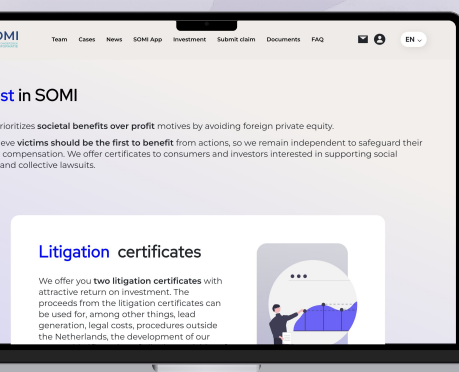 OMI
Team Cases News SOMI App Investment Submit claim Documents FAQ EN
st in SOMI
rioritizes societal benefits over profit motives by avoiding foreign private equity.
eve victims should be the first to benefit from actions, so we remain independent to safeguard their
compensation. We offer certificates to consumers and investors interested in supporting social
and collective lawsuits.
Litigation certificates
We offer you two litigation certificates with
attractive return on investment. The
proceeds from the litigation certificates can
be used for, among other things, lead
generation, legal costs, procedures outside
the Netherlands, the development of our